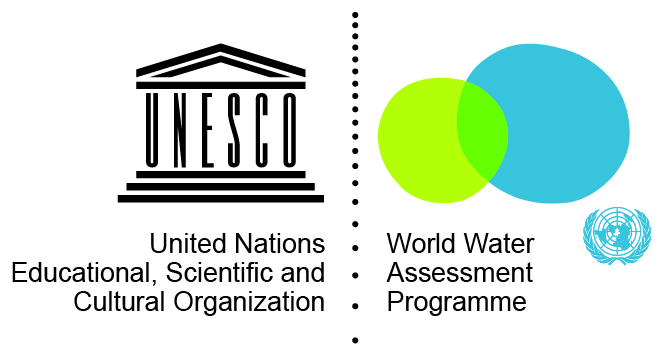 UNESCO
United Nations
Educational, Scientific and
Cultural Organization
World Water
Assessment
Programme